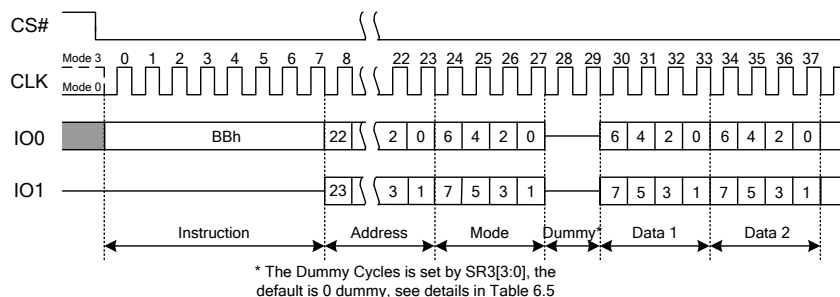 CS#
Mode 3 0 1 2 3 4 5 6 7 8 22 23 24 25 26 27 28 29 30 31 32 33 34 35 36 37
CLK
Mode 0
IO0 BBh 22 2 0 6 4 2 0 6 4 2 0 6 4 2 0
IO1 23 3 1 7 5 3 1 7 5 3 1 7 5 3 1
Instruction Address Mode Dummy* Data 1 Data 2
* The Dummy Cycles is set by SR3[3:0], the
default is 0 dummy, see details in Table 6.5